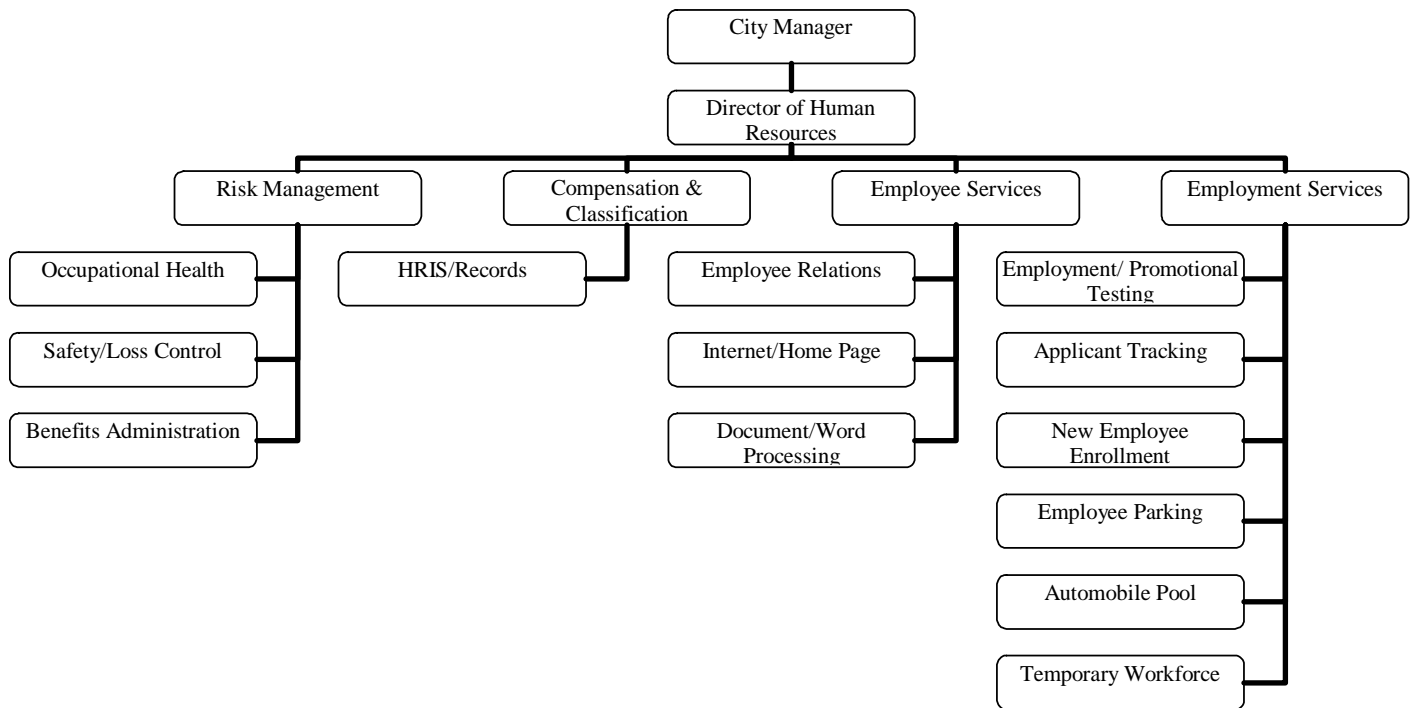 City Manager
Director of Human
Resources
Risk Management
Compensation &
Classification
Employee Services
Employment Services
Occupational Health
HRIS/Records
Employee Relations
Employment/ Promotional
Testing
Safety/Loss Control
Internet/Home Page
Applicant Tracking
Benefits Administration
Document/Word
Processing
New Employee
Enrollment
Employee Parking
Automobile Pool
Temporary Workforce